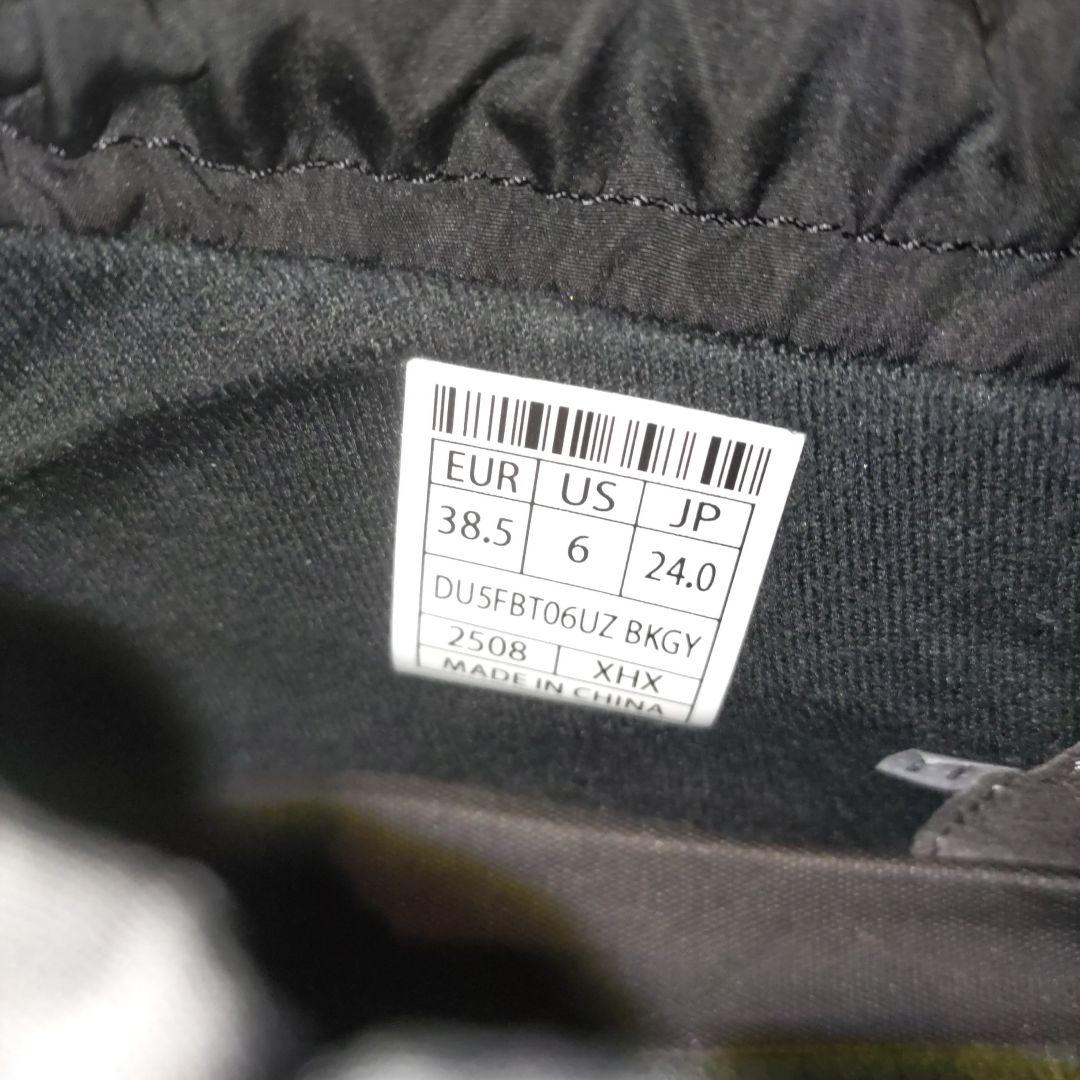 EUR US JP
38.5 6 24.0
DU5FBT06UZ BKGY
2508 XHX
MADE IN CHINA